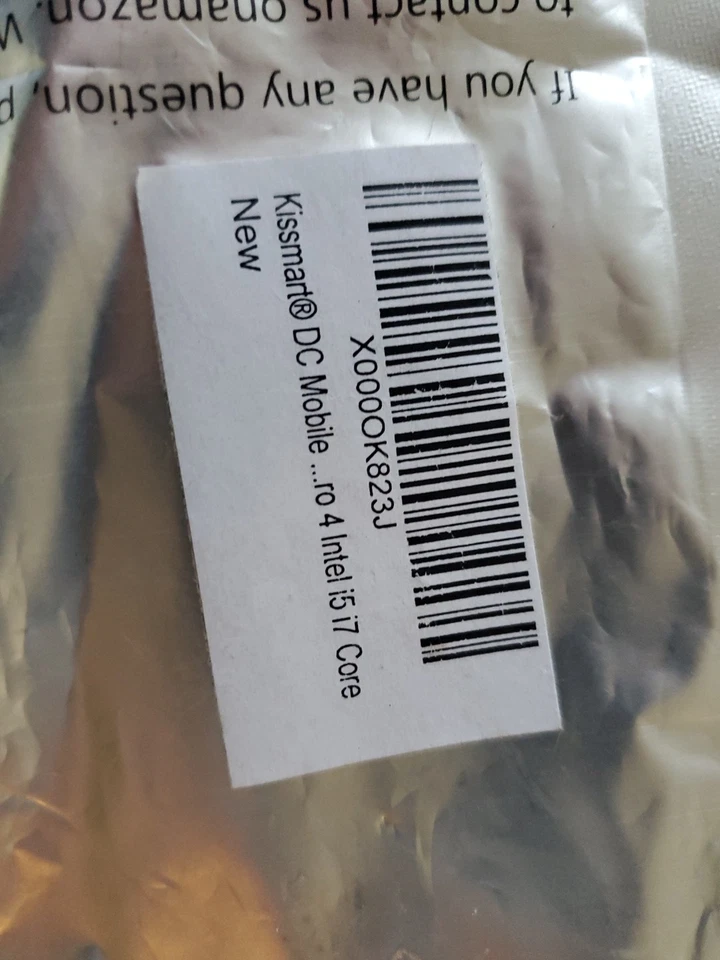 If you have any question, p
to contact us onamazon. W
X000OK823J
Kissmart® DC Mobile ...ro 4 Intel i5 i7 Core
New